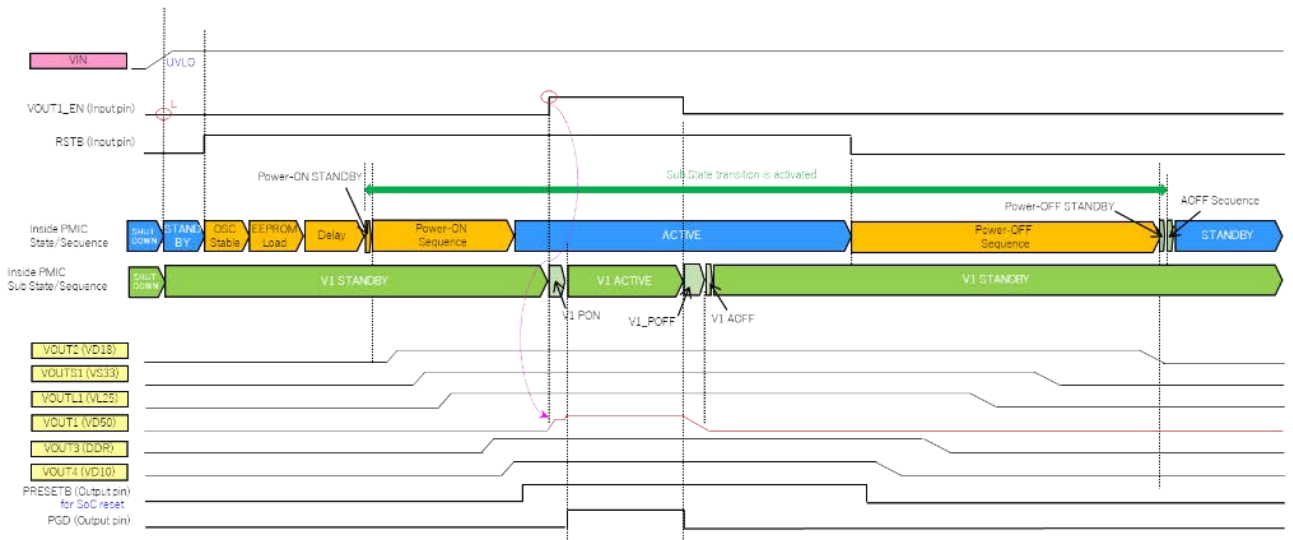 VIN
UVLO
VOUT1_EN (Input pin)
L
RSTB (Input pin)
Power-ON STANDBY
Sub State transition is activated
Power-OFF STANDBY
AOFF Sequence
Inside PMIC
State/Sequence
SHUT
DOWN
STAND
BY
OSC
Stable
EEPROM
Load
Delay
Power-ON
Sequence
ACTIVE
Power-OFF
Sequence
STANDBY
Inside PMIC
Sub State/Sequence
SHUT
DOWN
V1 STANDBY
V1 ACTIVE
V1 STANDBY
V1 PON
V1_POFF
V1 AOFF
VOUT2 (VD18)
VOUTS1 (VS33)
VOUTL1 (VL25)
VOUT1 (VD50)
VOUT3 (DDR)
VOUT4 (VD10)
PRESETB (Output pin)
for SoC reset
PGD (Output pin)